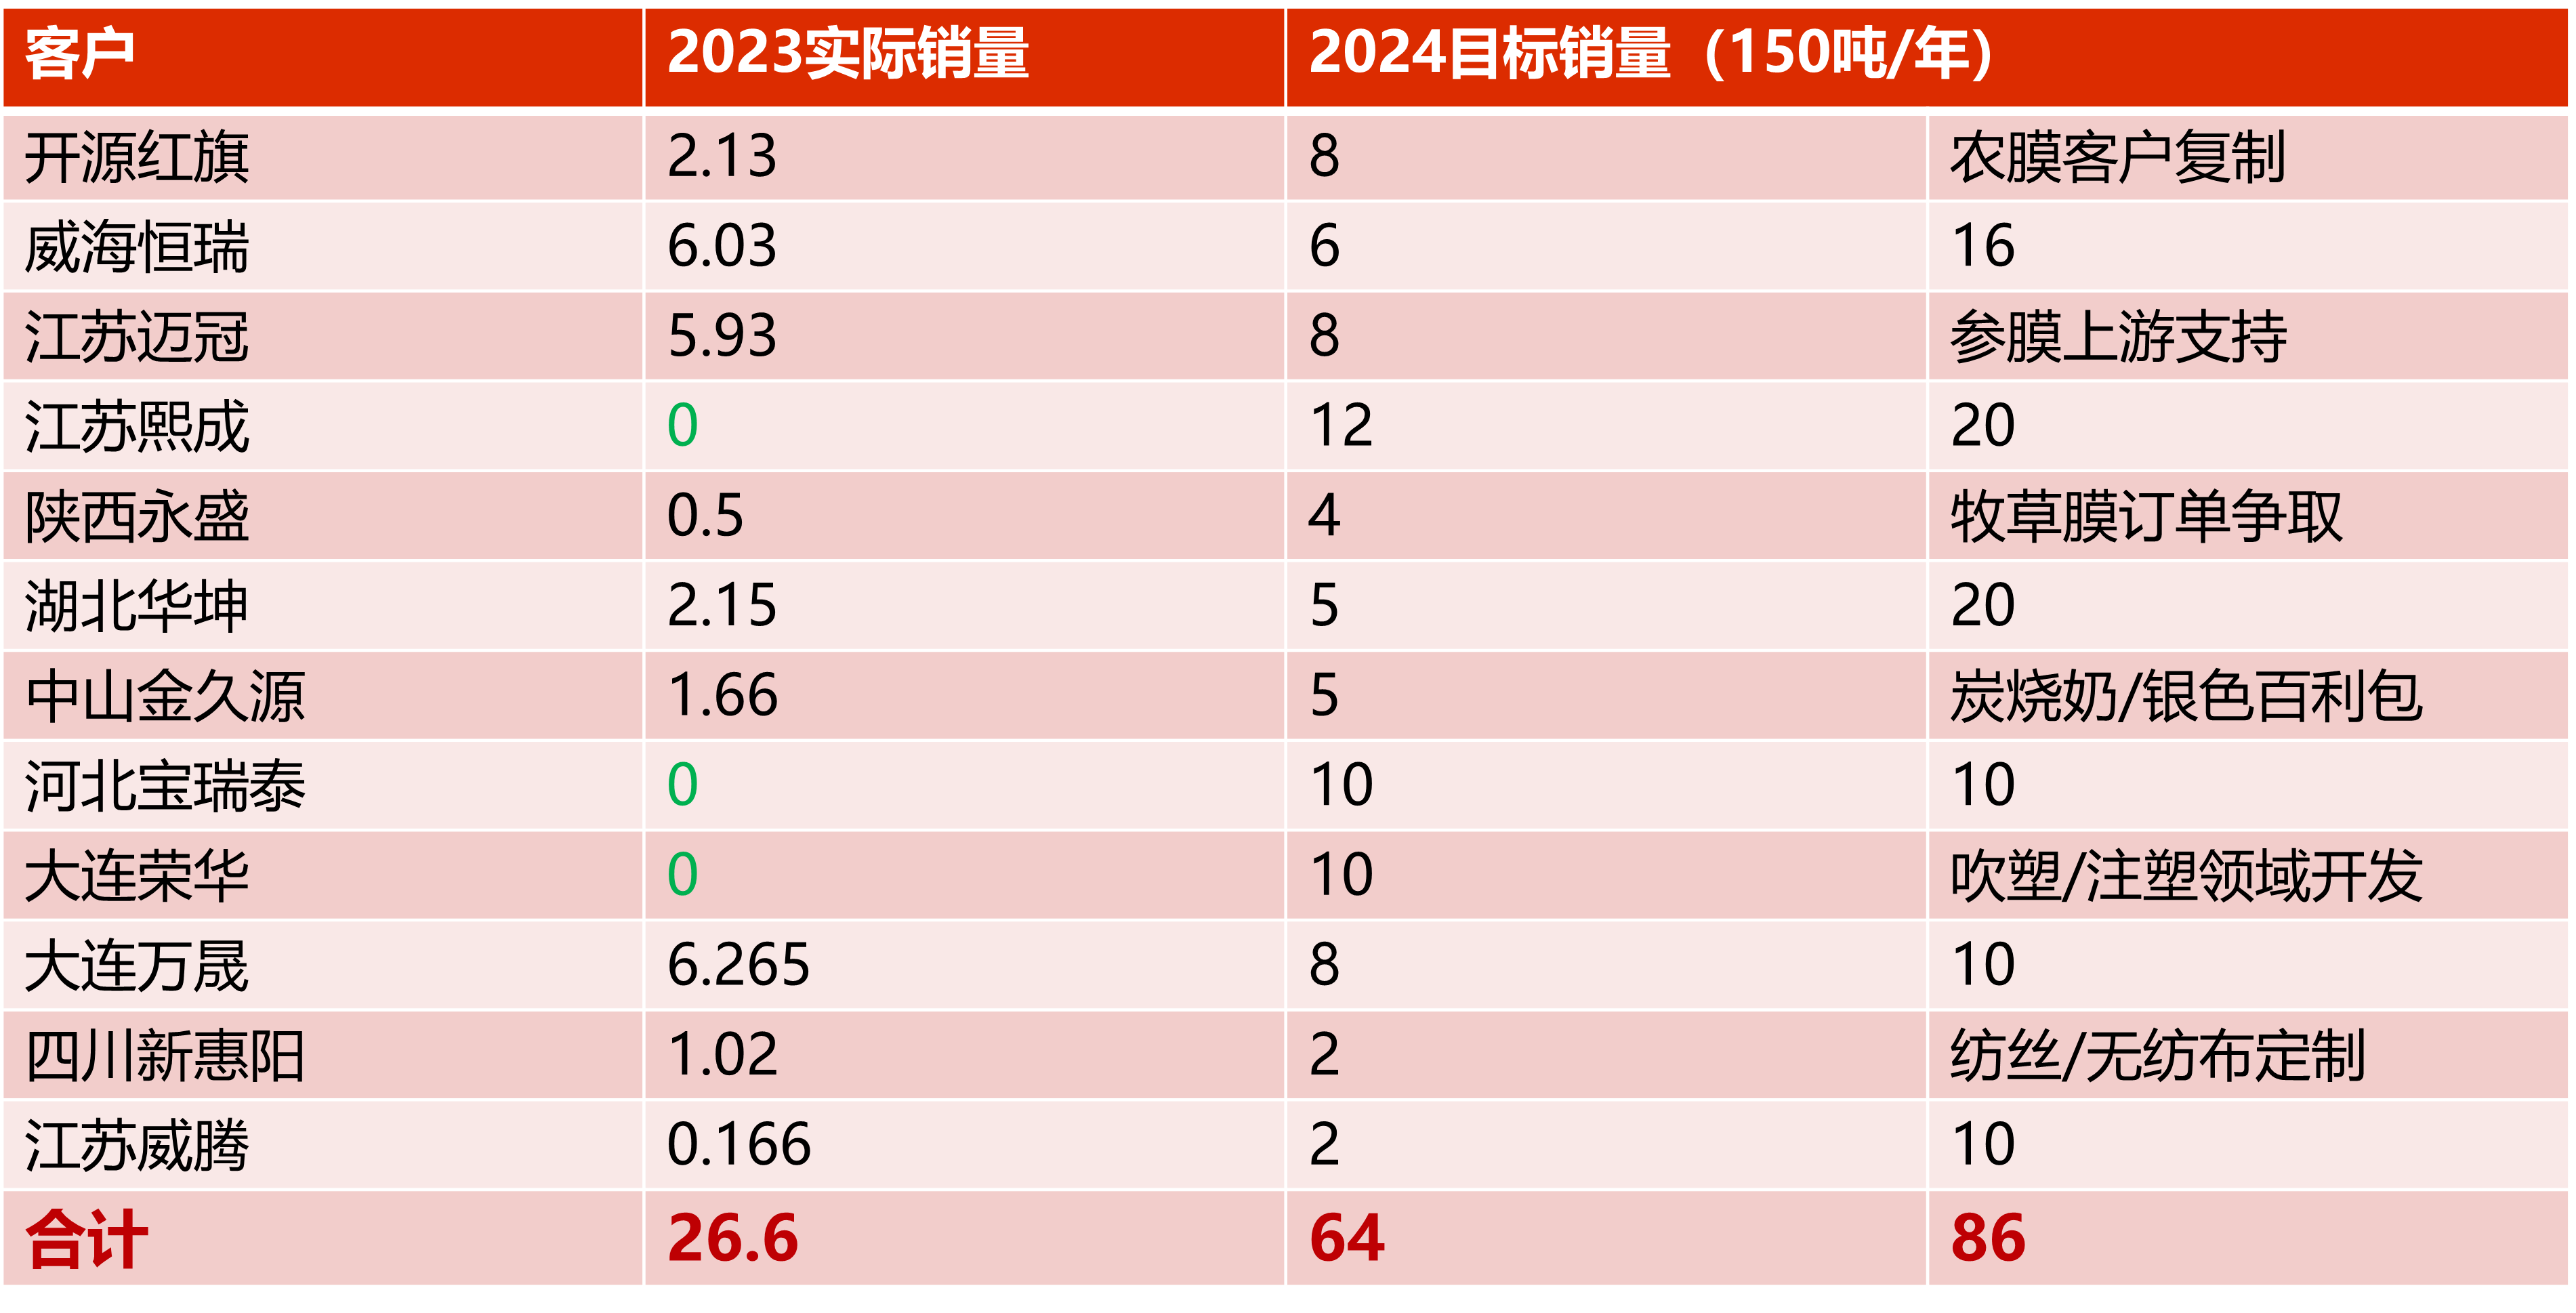 客户 2023实际销量 2024目标销量（150吨/年）
开源红旗 2.13 8 农膜客户复制
威海恒瑞 6.03 6 16
江苏迈冠 5.93 8 参膜上游支持
江苏熙成 0 12 20
陕西永盛 0.5 4 牧草膜订单争取
湖北华坤 2.15 5 20
中山金久源 1.66 5 炭烧奶/银色百利包
河北宝瑞泰 0 10 10
大连荣华 0 10 吹塑/注塑领域开发
大连万晟 6.265 8 10
四川新惠阳 1.02 2 纺丝/无纺布定制
江苏威腾 0.166 2 10
合计 26.6 64 86